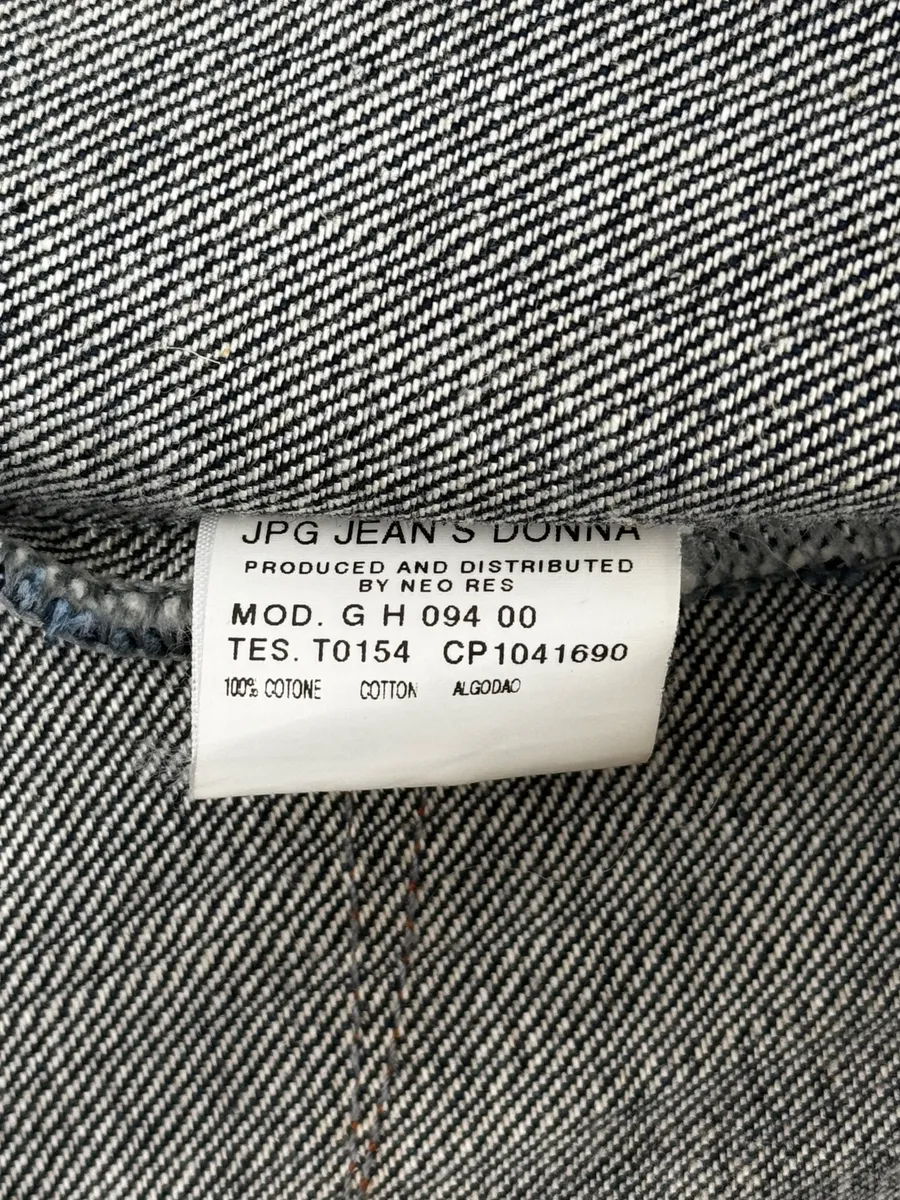 JPG JEAN'S DONNA
PRODUCED AND DISTRIBUTED
BY NEO RES
MOD. G H 094 00
TES. T0154 CP1041690
100% COTONE COTTON ALGODAO